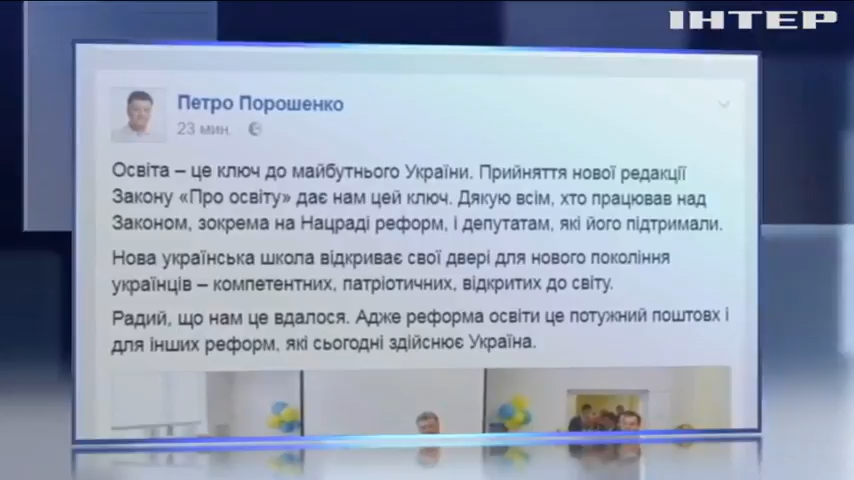 ІНТЕР
Петро Порошенко
23 мин.
Освіта – це ключ до майбутнього України. Прийняття нової редакції
Закону «Про освіту» дає нам цей ключ. Дякую всім, хто працював над
Законом, зокрема на Нацраді реформ, і депутатам, які його підтримали.
Нова українська школа відкриває свої двері для нового покоління
українців – компетентних, патріотичних, відкритих до світу.
Радий, що нам це вдалося. Адже реформа освіти це потужний поштовх і
для інших реформ, які сьогодні здійснює Україна.